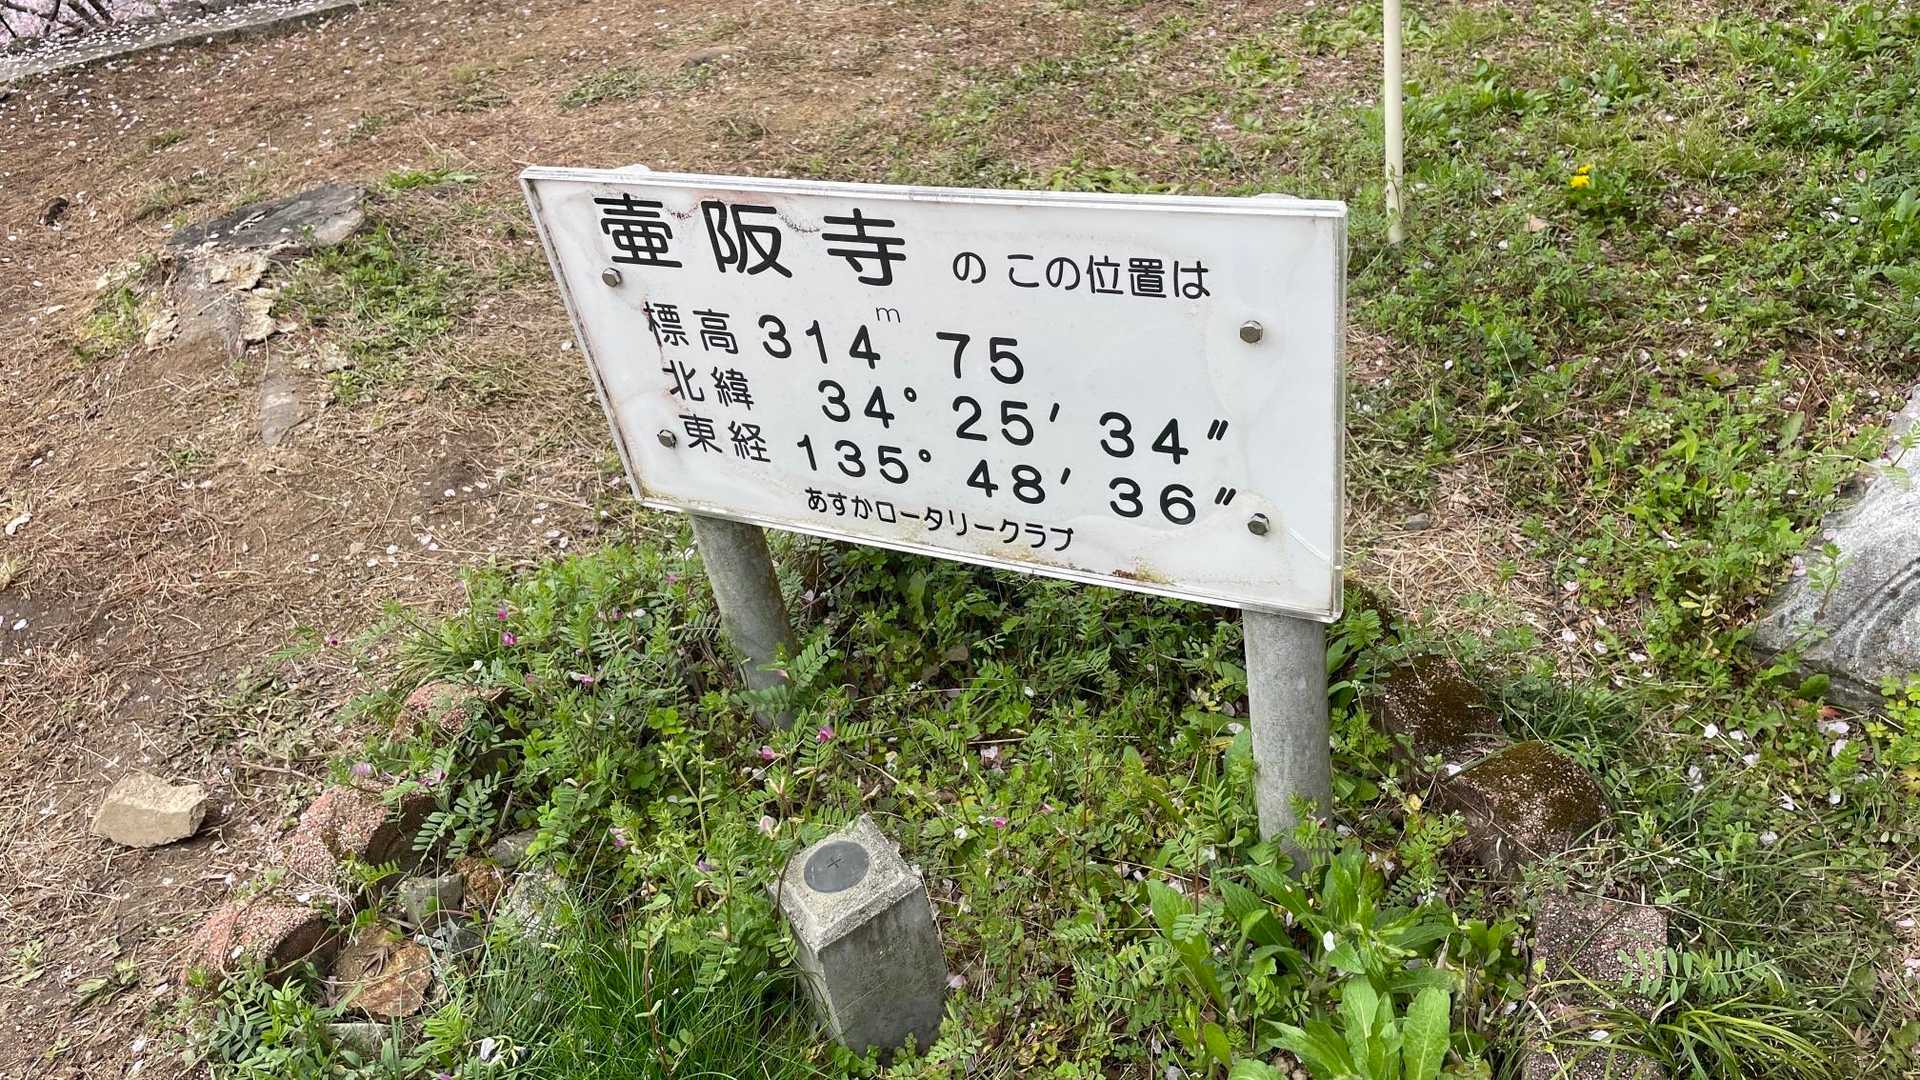 壷阪寺 の この位置は
標高 314m 75
北緯 34° 25′ 34″
東経 135° 48′ 36″
あすかロータリークラブ